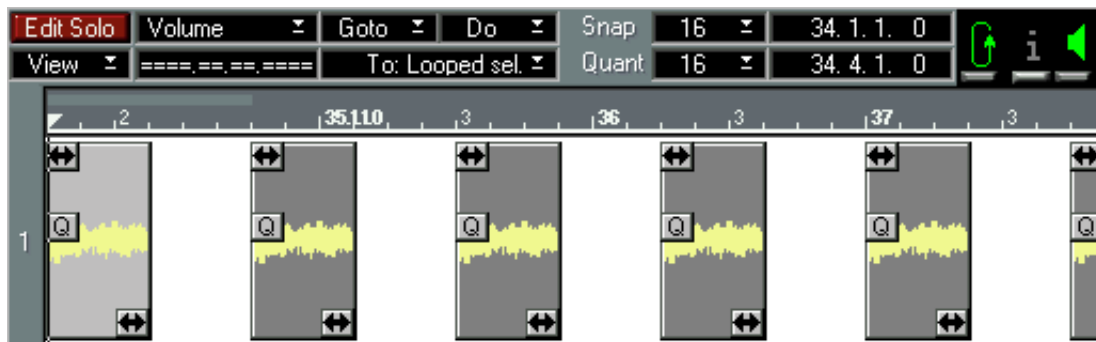 Edit Solo Volume Goto Do Snap 16 34. 1. 1. 0
View ====.==.==.==== To: Looped sel. Quant 16 34. 4. 1. 0 i
2 35.1.1.0 3 36 3 37 3
Q Q Q Q Q Q
1